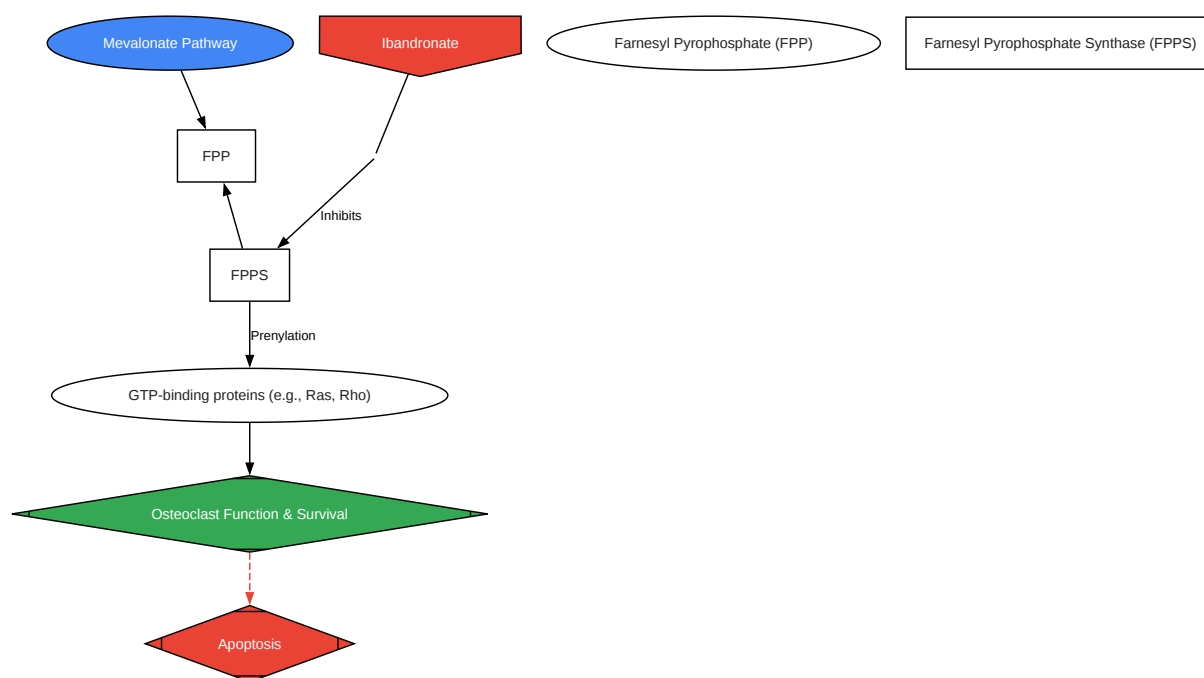 Mevalonate Pathway
Ibandronate
Farnesyl Pyrophosphate (FPP)
Farnesyl Pyrophosphate Synthase (FPPS)
FPP
Inhibits
FPPS
Prenylation
GTP-binding proteins (e.g., Ras, Rho)
Osteoclast Function & Survival
Apoptosis